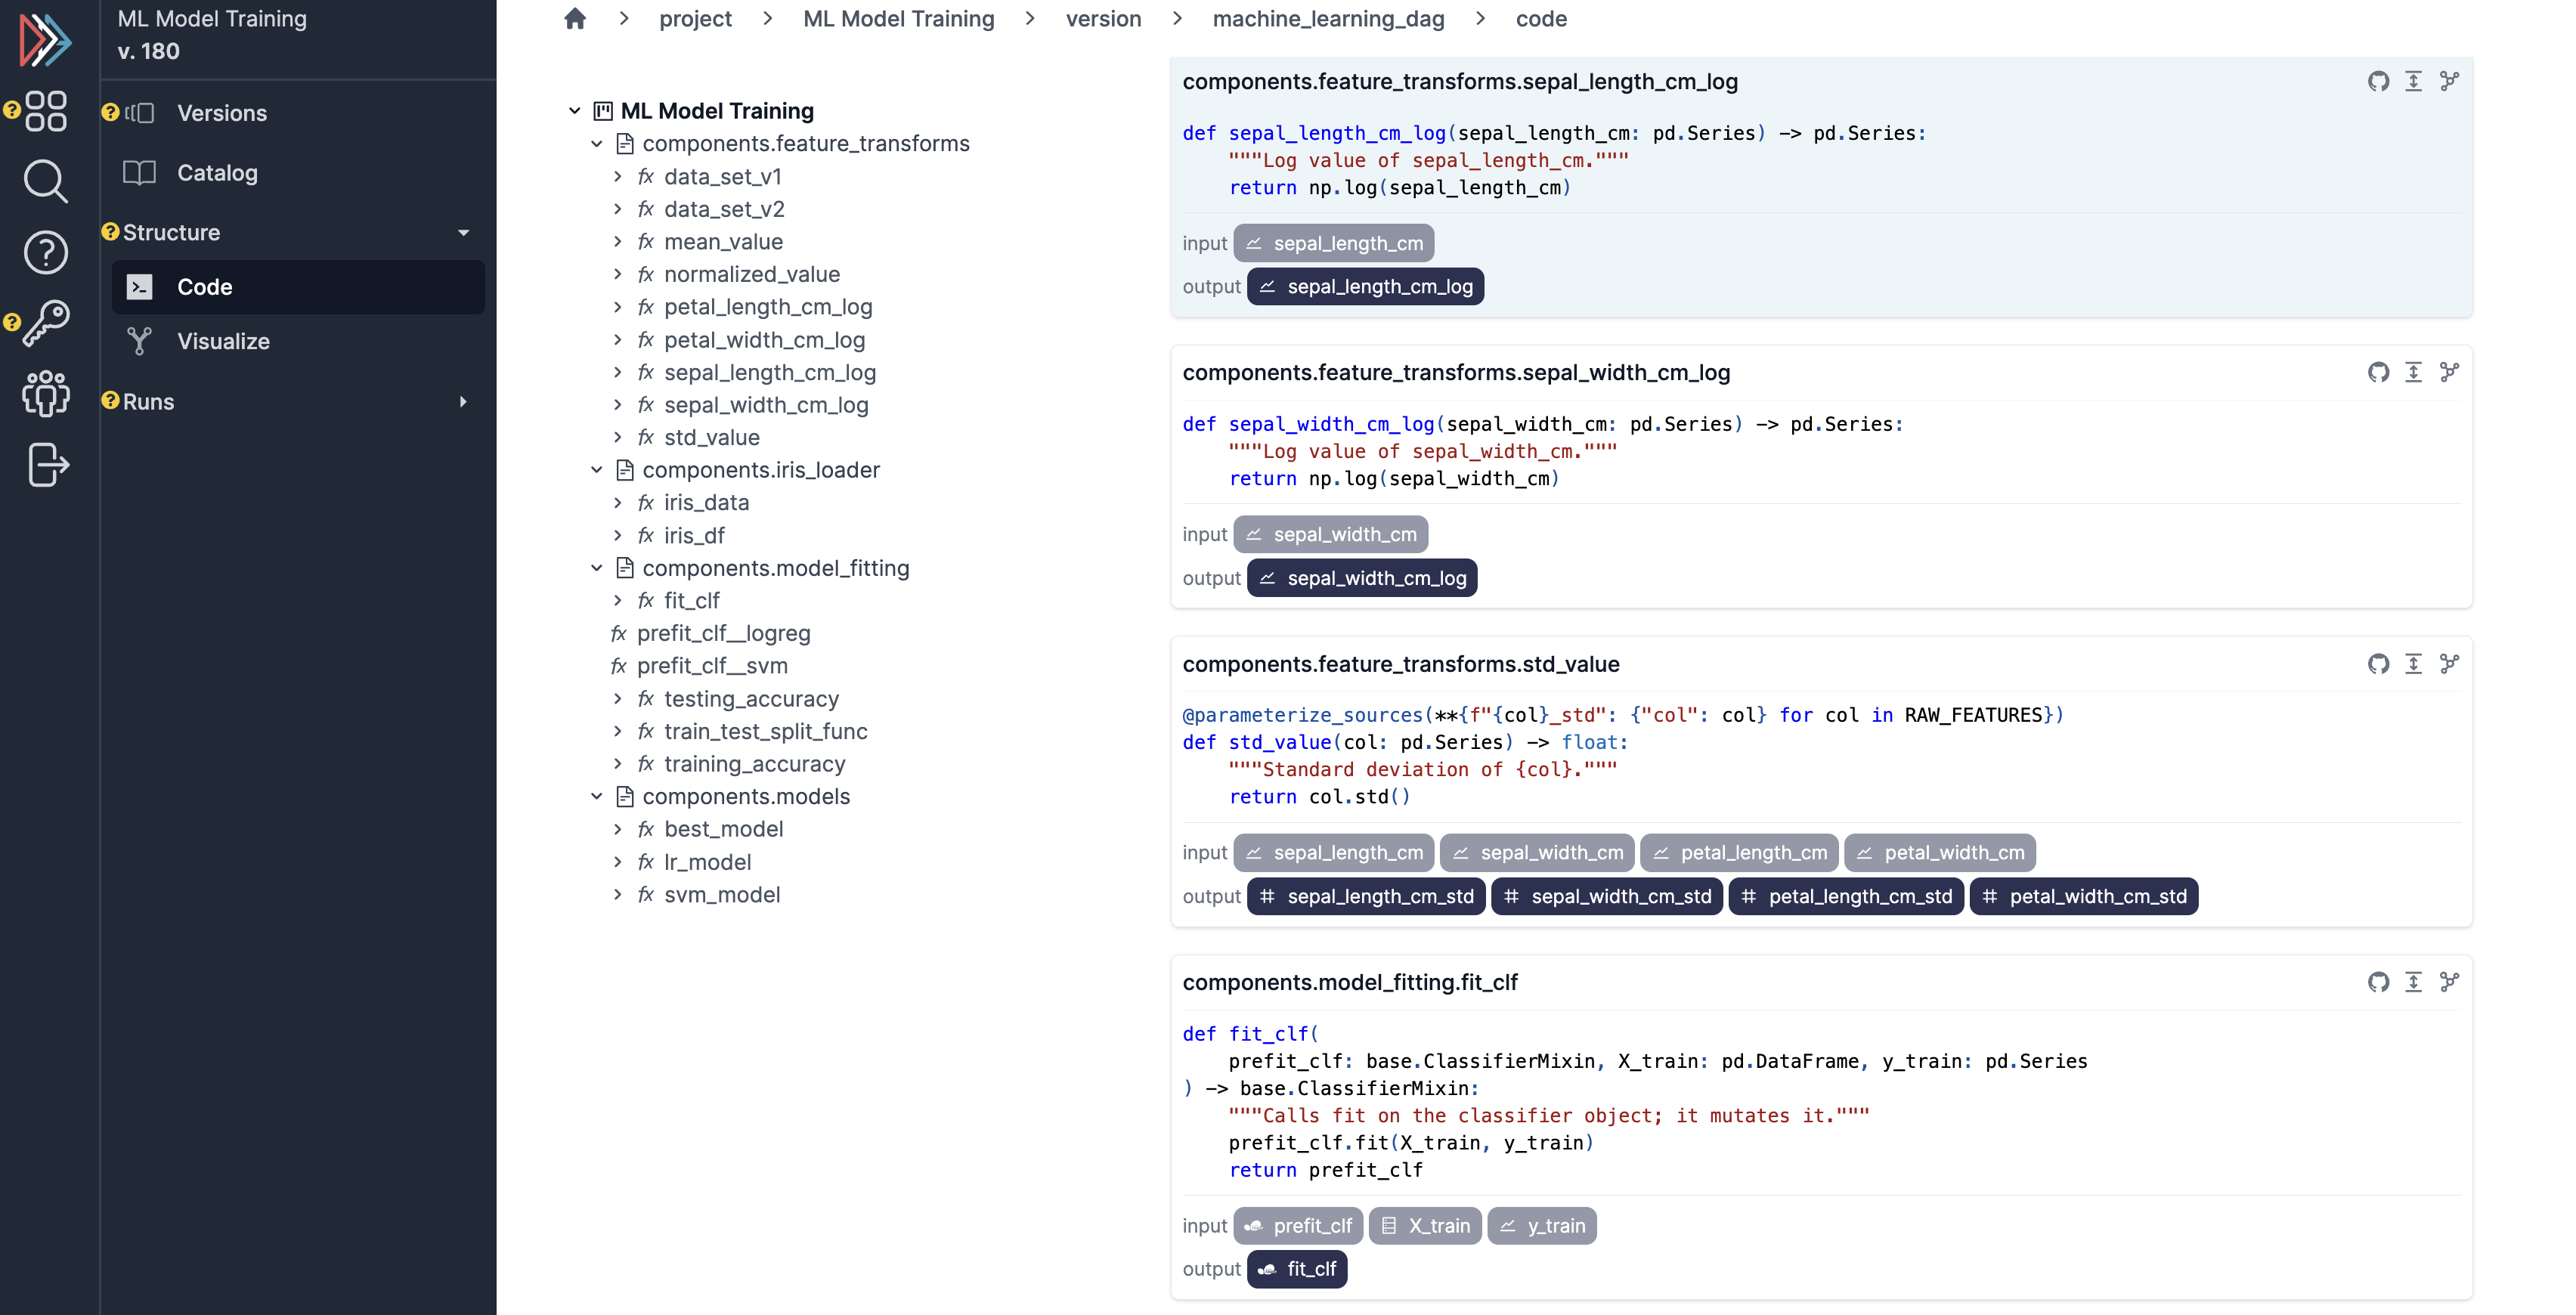 ML Model Training
v. 180
Versions
Catalog
Structure
Code
Visualize
Runs
project
ML Model Training
version
machine_learning_dag
code
ML Model Training
components.feature_transforms
fx data_set_v1
fx data_set_v2
fx mean_value
fx normalized_value
fx petal_length_cm_log
fx petal_width_cm_log
fx sepal_length_cm_log
fx sepal_width_cm_log
fx std_value
components.iris_loader
fx iris_data
fx iris_df
components.model_fitting
fx fit_clf
fx prefit_clf__logreg
fx prefit_clf__svm
fx testing_accuracy
fx train_test_split_func
fx training_accuracy
components.models
fx best_model
fx lr_model
fx svm_model
components.feature_transforms.sepal_length_cm_log
def sepal_length_cm_log(sepal_length_cm: pd.Series) -> pd.Series:
    """Log value of sepal_length_cm."""
    return np.log(sepal_length_cm)
input sepal_length_cm
output sepal_length_cm_log
components.feature_transforms.sepal_width_cm_log
def sepal_width_cm_log(sepal_width_cm: pd.Series) -> pd.Series:
    """Log value of sepal_width_cm."""
    return np.log(sepal_width_cm)
input sepal_width_cm
output sepal_width_cm_log
components.feature_transforms.std_value
@parameterize_sources(**{f"{col}_std": {"col": col} for col in RAW_FEATURES})
def std_value(col: pd.Series) -> float:
    """Standard deviation of {col}."""
    return col.std()
input sepal_length_cm sepal_width_cm petal_length_cm petal_width_cm
output # sepal_length_cm_std # sepal_width_cm_std # petal_length_cm_std # petal_width_cm_std
components.model_fitting.fit_clf
def fit_clf(
    prefit_clf: base.ClassifierMixin, X_train: pd.DataFrame, y_train: pd.Series
) -> base.ClassifierMixin:
    """Calls fit on the classifier object; it mutates it."""
    prefit_clf.fit(X_train, y_train)
    return prefit_clf
input prefit_clf X_train y_train
output fit_clf